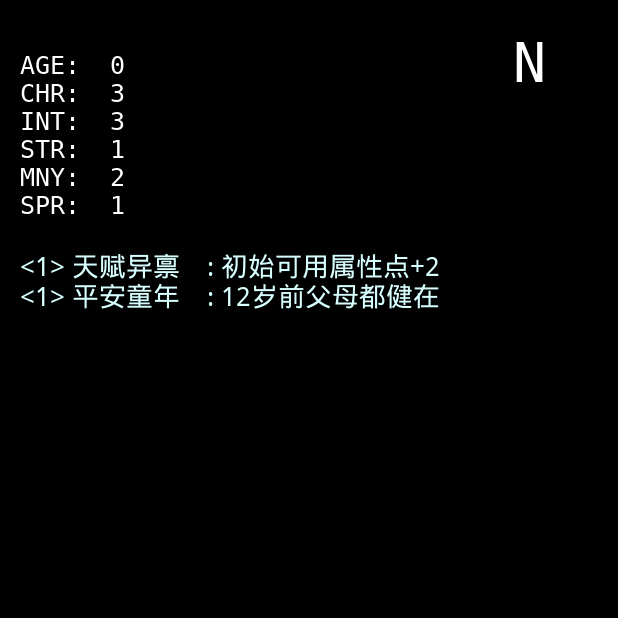 N
AGE: 0
CHR: 3
INT: 3
STR: 1
MNY: 2
SPR: 1
<1> 天赋异禀 : 初始可用属性点+2
<1> 平安童年 : 12岁前父母都健在